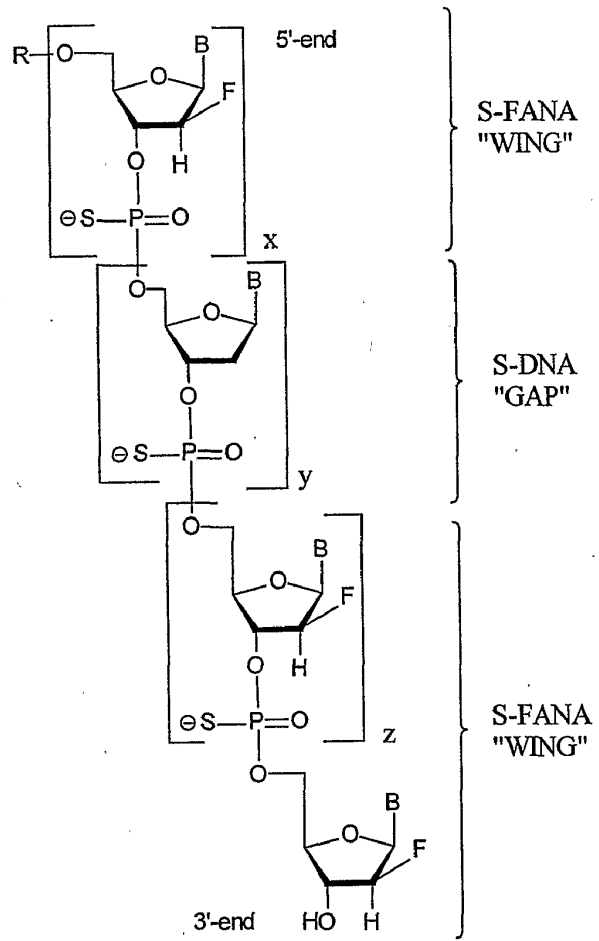 5'-end
R O B
O F
O H
⊖S P O
x
S-FANA
"WING"
O B
O
O
⊖S P O
y
S-DNA
"GAP"
O B
O F
O H
⊖S P O
z
S-FANA
"WING"
O B
O F
3'-end HO H